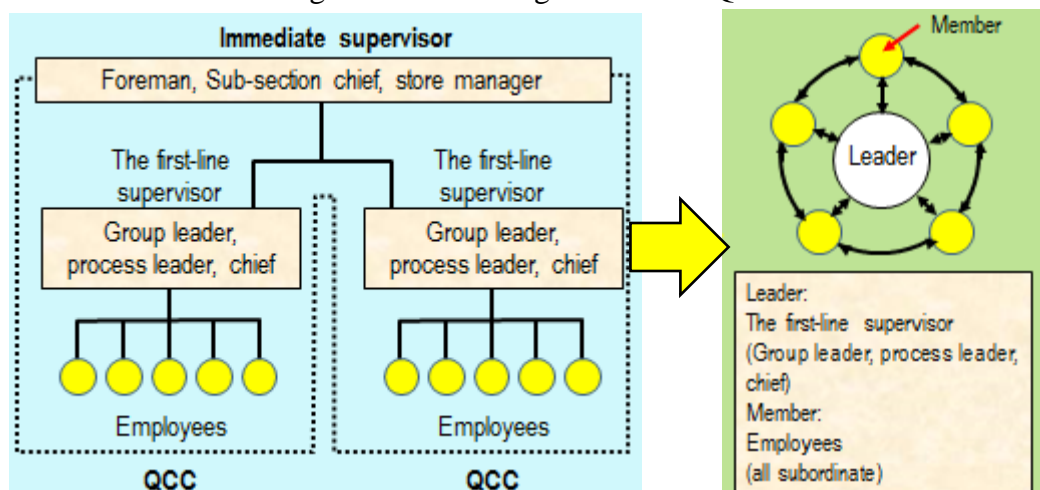 Immediate supervisor
Foreman, Sub-section chief, store manager
The first-line
supervisor
The first-line
supervisor
Group leader,
process leader, chief
Group leader,
process leader, chief
Employees
Employees
QCC
QCC
Member
Leader
Leader:
The first-line supervisor
(Group leader, process leader,
chief)
Member:
Employees
(all subordinate)